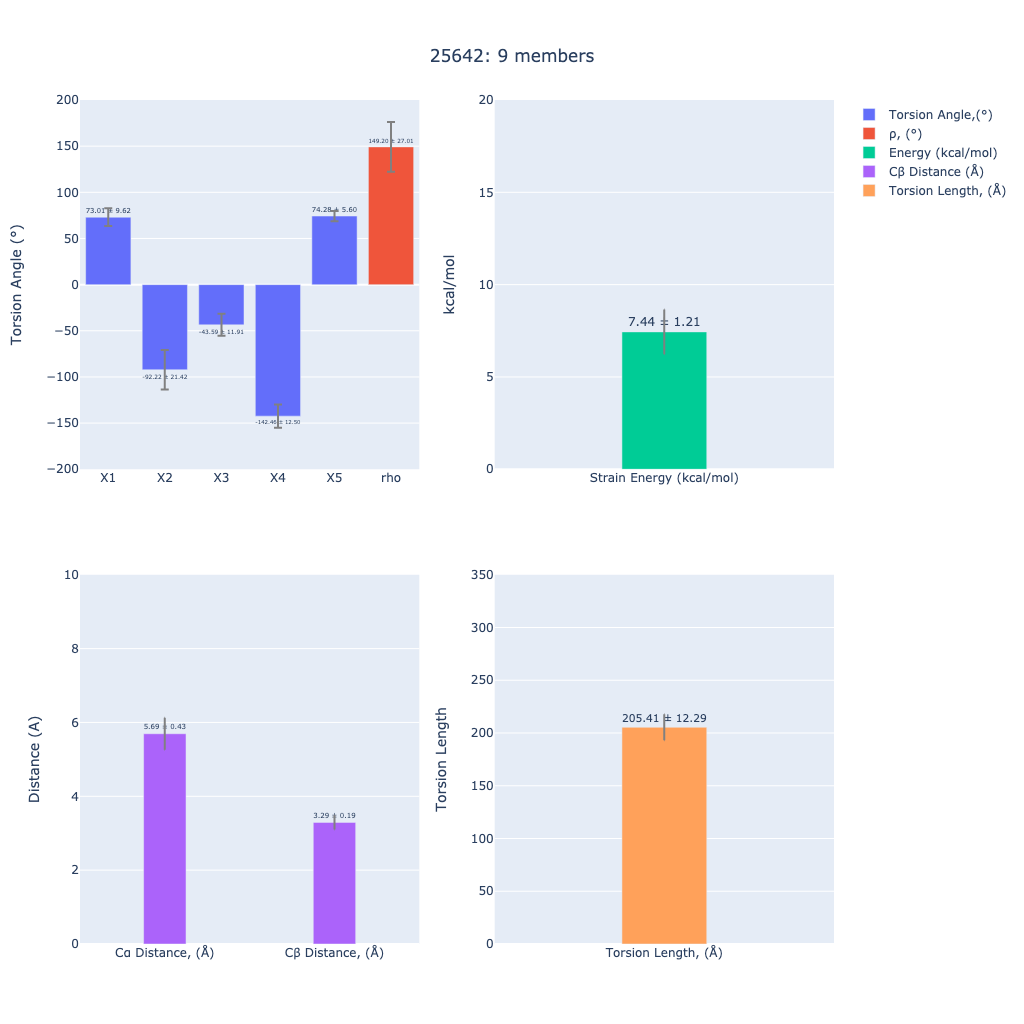 25642: 9 members
Torsion Angle (°)
200
150
100
50
0
−50
−100
−150
−200
73.01 ± 9.62
-92.22 ± 21.42
-43.59 ± 11.91
-142.46 ± 12.50
74.28 ± 5.60
149.20 ± 27.01
X1 X2 X3 X4 X5 rho
kcal/mol
20
15
10
5
0
7.44 ± 1.21
Strain Energy (kcal/mol)
Torsion Angle,(°)
ρ, (°)
Energy (kcal/mol)
Cβ Distance (Å)
Torsion Length, (Å)
Distance (A)
10
8
6
4
2
0
5.69 ± 0.43
3.29 ± 0.19
Cα Distance, (Å) Cβ Distance, (Å)
Torsion Length
350
300
250
200
150
100
50
0
205.41 ± 12.29
Torsion Length, (Å)